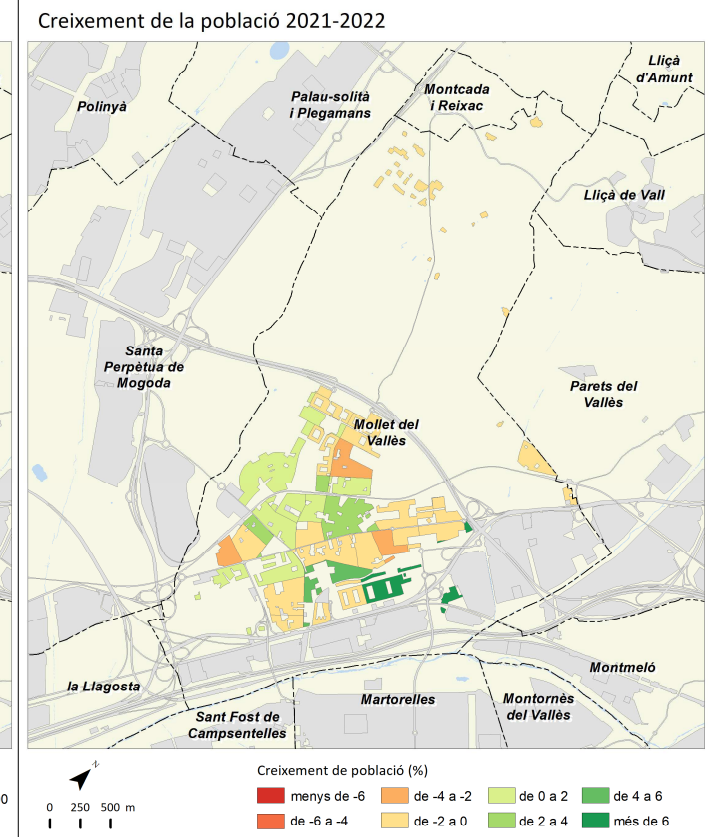 Creixement de la població 2021-2022
Lliçà
d'Amunt
Montcada
i Reixac
Palau-solità
i Plegamans
Polinyà
Lliçà de Vall
Santa
Perpètua de
Mogoda
Parets del
Vallès
Mollet del
Vallès
Montmeló
la Llagosta
Martorelles
Montornès
del Vallès
Sant Fost de
Campsentelles
N
0 250 500 m
0
Creixement de població (%)
menys de -6
de -4 a -2
de 0 a 2
de 4 a 6
de -6 a -4
de -2 a 0
de 2 a 4
més de 6